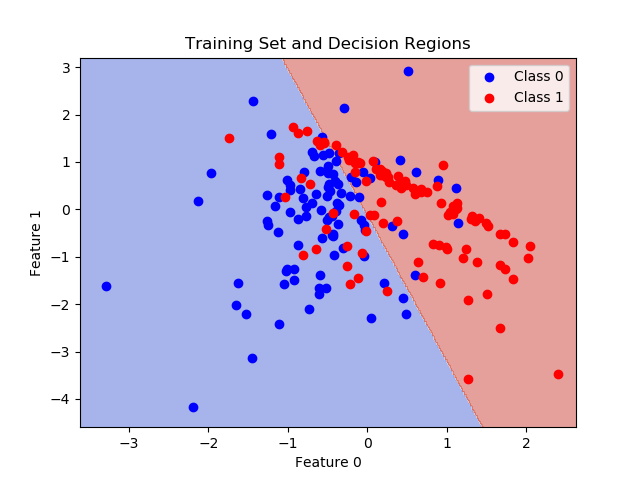 Training Set and Decision Regions
Class 0
Class 1
Feature 1
3
2
1
0
−1
−2
−3
−4
−3
−2
−1
0
1
2
Feature 0